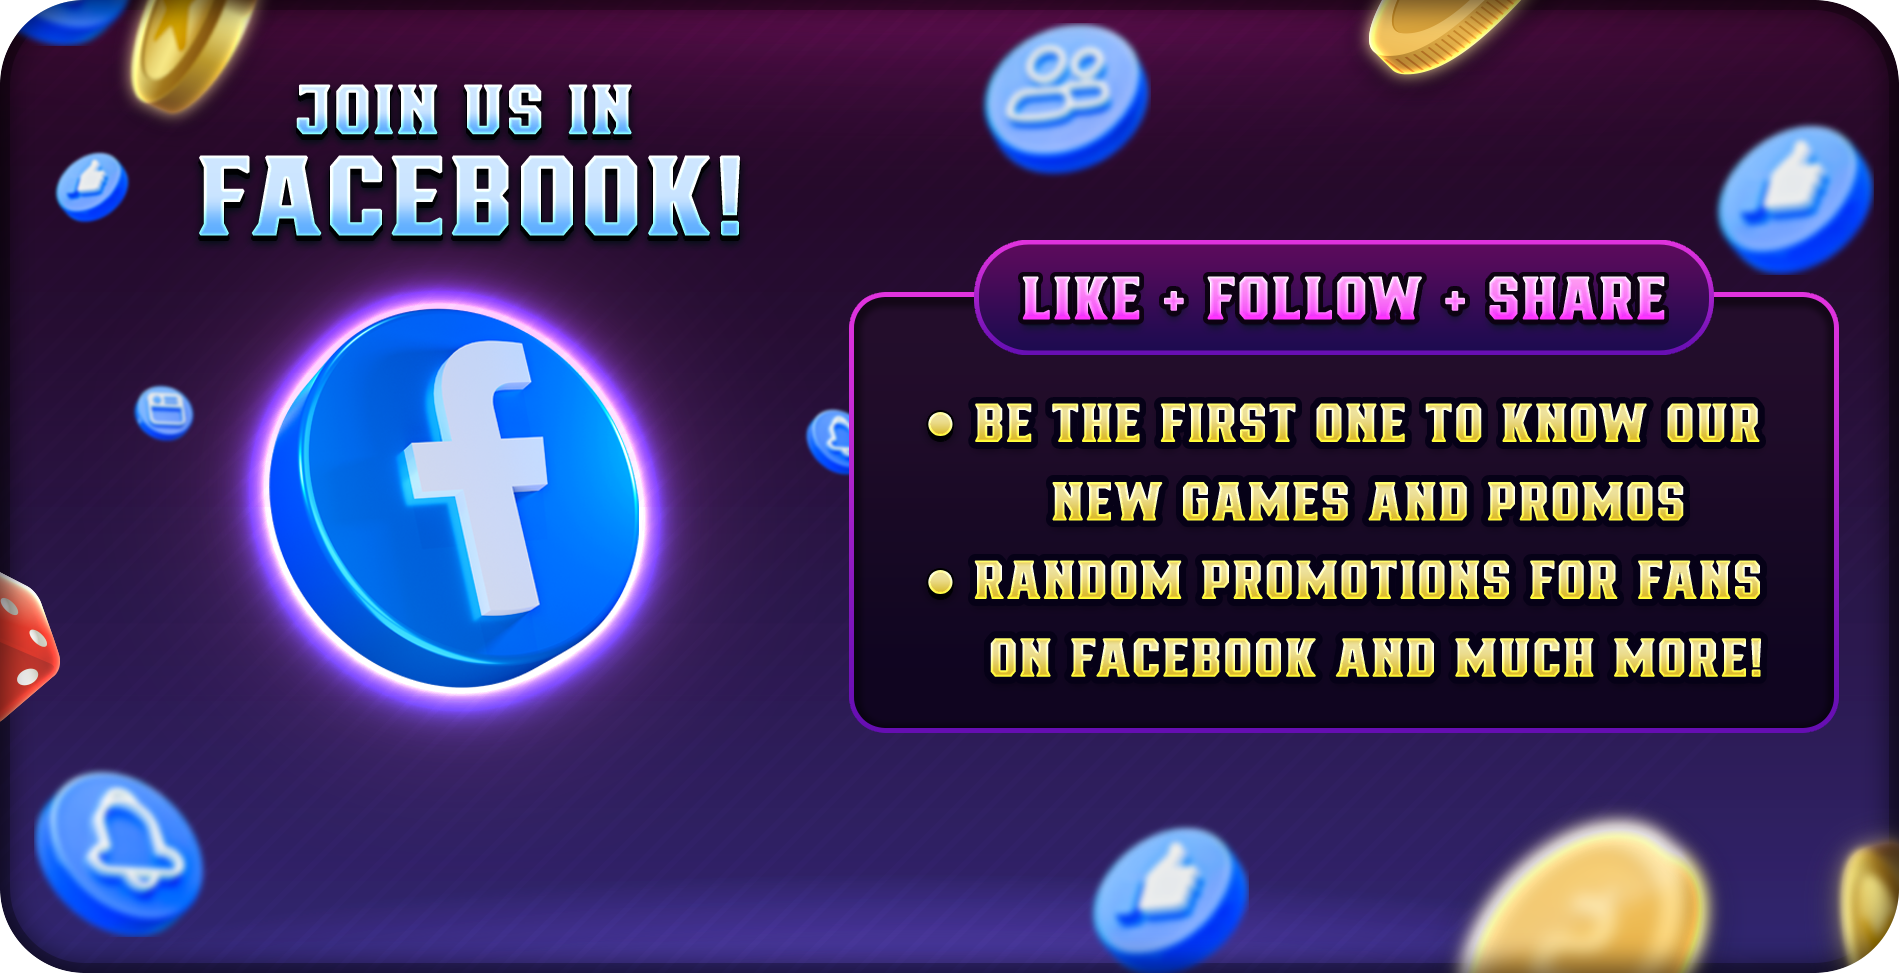 JOIN US IN
FACEBOOK!
LIKE + FOLLOW + SHARE
• BE THE FIRST ONE TO KNOW OUR
NEW GAMES AND PROMOS
• RANDOM PROMOTIONS FOR FANS
ON FACEBOOK AND MUCH MORE!